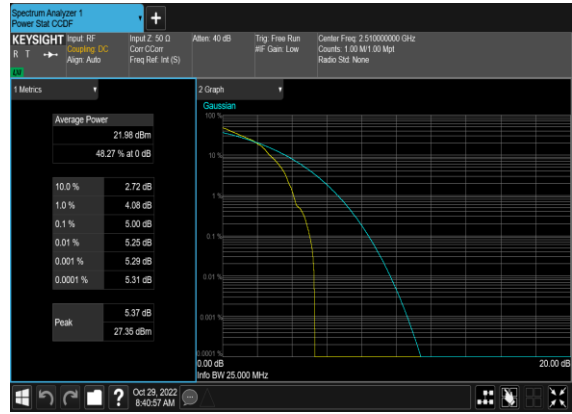 Spectrum Analyzer 1
Power Stat CCDF
+
KEYSIGHT
R T
LXI
Input: RF
Coupling: DC
Align: Auto
Input Z: 50 Ω
Corr CCorr
Freq Ref: Int (S)
Atten: 40 dB
Trig: Free Run
#IF Gain: Low
Center Freq: 2.510000000 GHz
Counts: 1.00 M/1.00 Mpt
Radio Std: None
1 Metrics
Average Power
21.98 dBm
48.27 % at 0 dB
10.0 % 2.72 dB
1.0 % 4.08 dB
0.1 % 5.00 dB
0.01 % 5.25 dB
0.001 % 5.29 dB
0.0001 % 5.31 dB
Peak
5.37 dB
27.35 dBm
2 Graph
Gaussian
100 %
10 %
1 %
0.1 %
0.01 %
0.001 %
0.0001 %
0.00 dB
20.00 dB
Info BW 25.000 MHz
?
Oct 29, 2022
8:40:57 AM